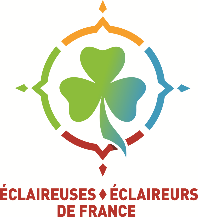 ÉCLAIREUSES ♦ ÉCLAIREURS
DE FRANCE